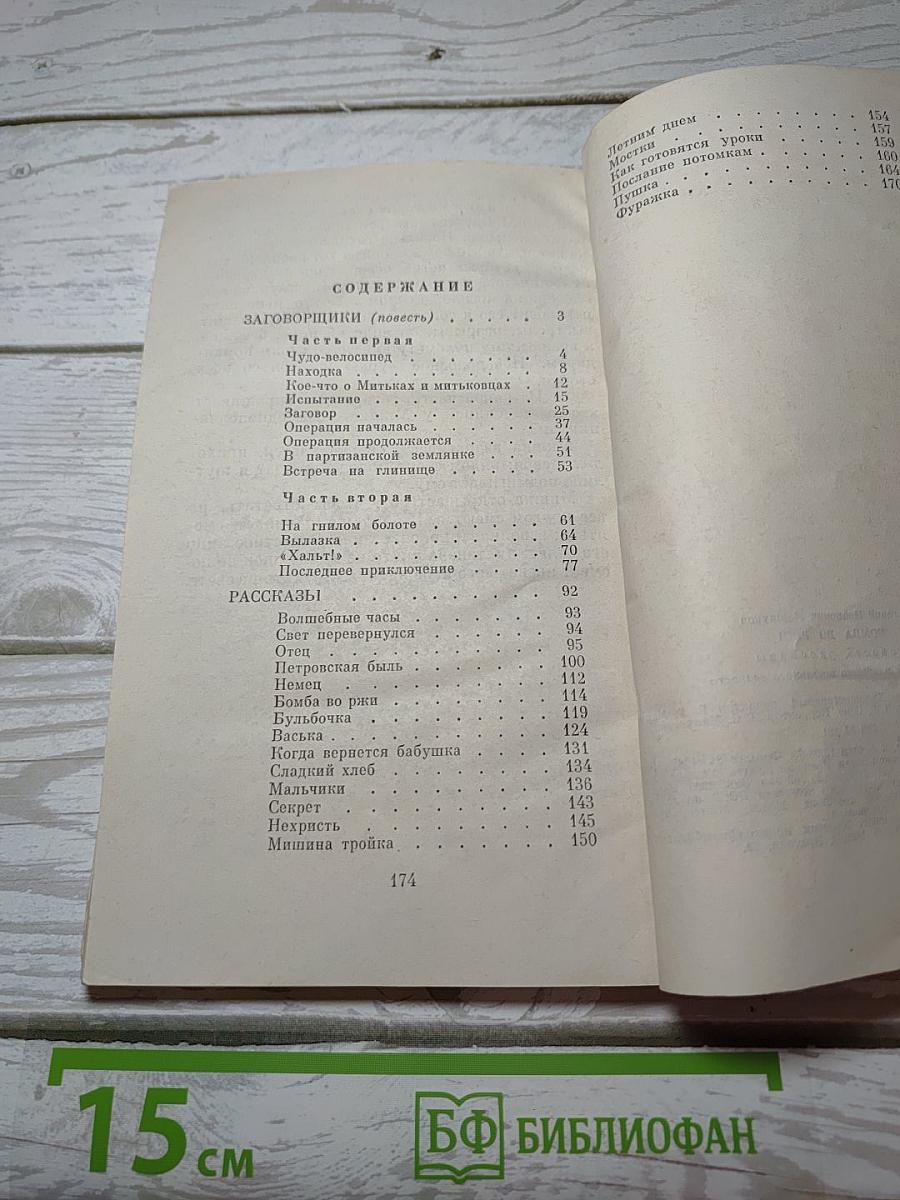 СОДЕРЖАНИЕ
ЗАГОВОРЩИКИ (повесть) . . . . . 3
Часть первая
Чудо-велосипед . . . . . . . 4
Находка . . . . . . . . . . 8
Кое-что о Митьках и митьковцах . 12
Испытание . . . . . . . . . 15
Заговор . . . . . . . . . . 25
Операция началась . . . . . . 37
Операция продолжается . . . . 44
В партизанской землянке . . . 51
Встреча на глинище . . . . . 53
Часть вторая
На гнилом болоте . . . . . . 61
Вылазка . . . . . . . . . . 64
«Хальт!» . . . . . . . . . . 70
Последнее приключение . . . . 77
РАССКАЗЫ . . . . . . . . . . 92
Волшебные часы . . . . . . . 93
Свет перевернулся . . . . . . 94
Отец . . . . . . . . . . . 95
Петровская быль . . . . . . . 100
Немец . . . . . . . . . . 112
Бомба во ржи . . . . . . . . 114
Бульбочка . . . . . . . . . 119
Васька . . . . . . . . . . . 124
Когда вернется бабушка . . . . 131
Сладкий хлеб . . . . . . . . 134
Мальчики . . . . . . . . . 136
Секрет . . . . . . . . . . 143
Нехристь . . . . . . . . . 145
Мишина тройка . . . . . . . . 150
174
Летним днем . . . . . . . . 154
Мостки . . . . . . . . . . 157
Как готовятся уроки . . . . . 159
Послание потомкам . . . . . . 160
Пушка . . . . . . . . . . 164
Фуражка . . . . . . . . . . 170
15 см
БФ БИБЛИОФАН